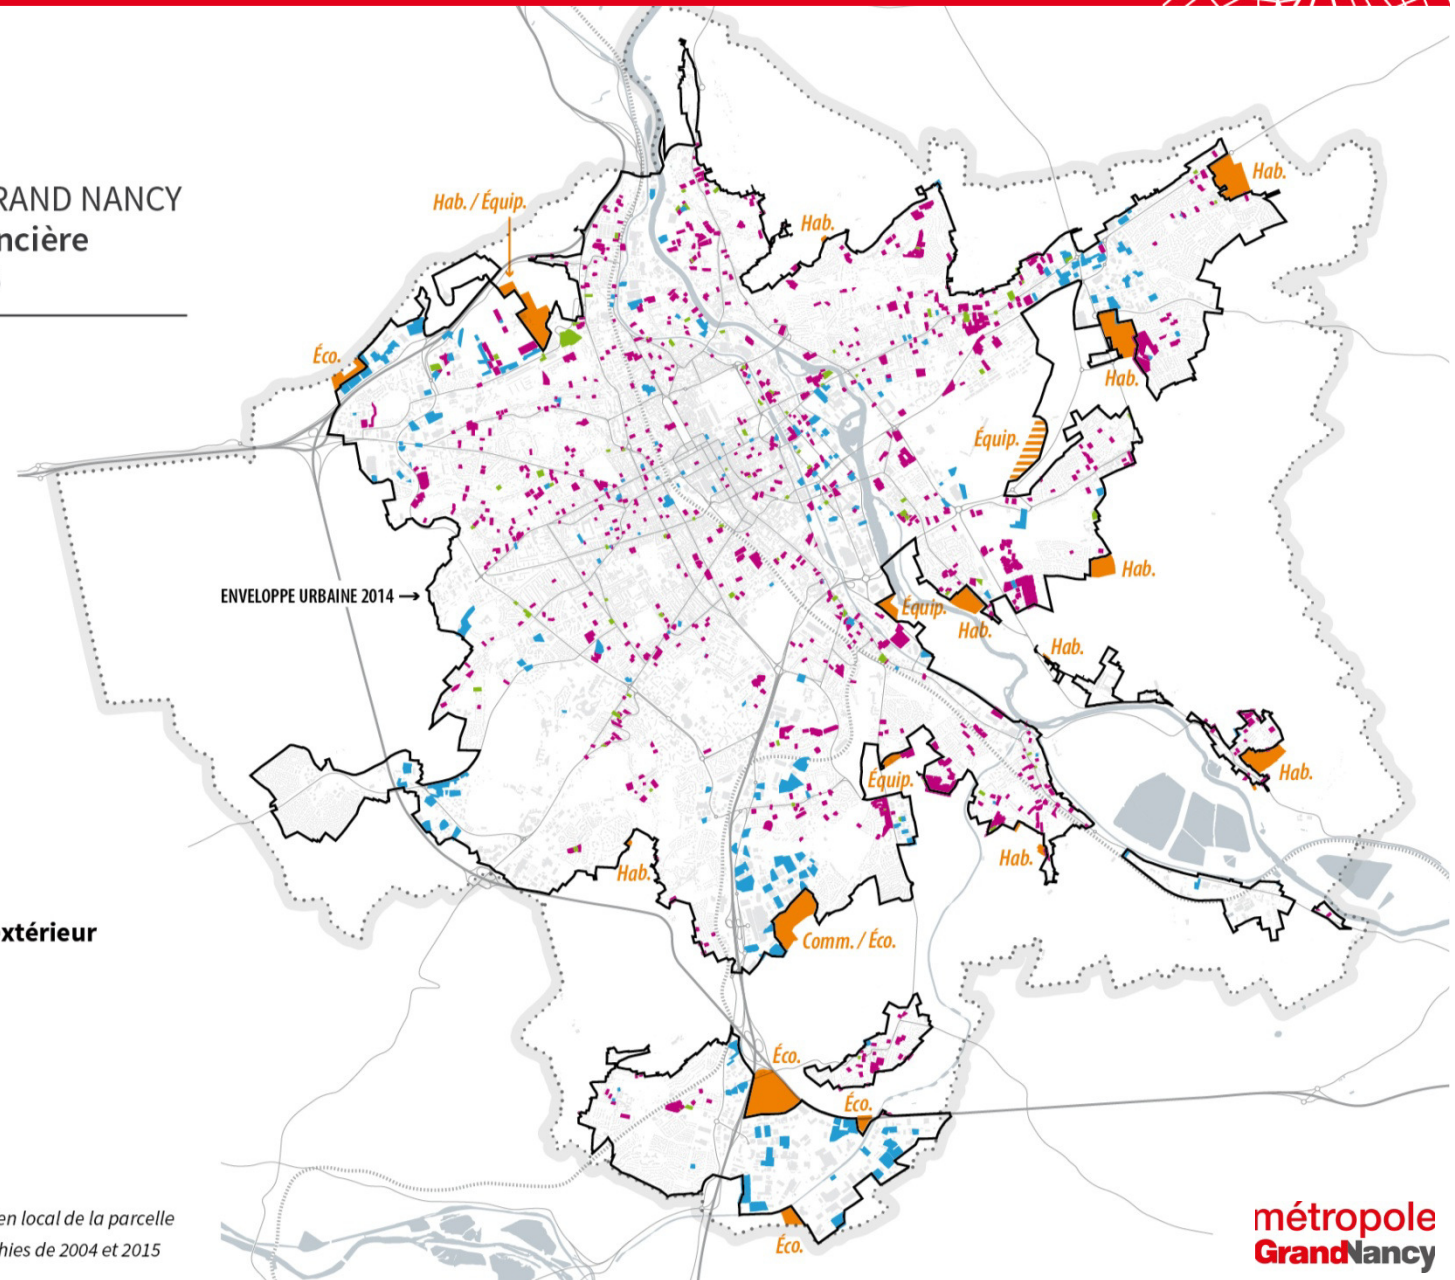 RAND NANCY
ncière
Hab. / Équip.
Hab.
Hab.
Éco.
Hab.
Équip.
Hab.
ENVELOPPE URBAINE 2014
Équip.
Hab.
Hab.
Hab.
Équip.
Hab.
Hab.
xtérieur
Comm. / Éco.
Éco.
Éco.
en local de la parcelle
hies de 2004 et 2015
Éco.
métropole
GrandNancy